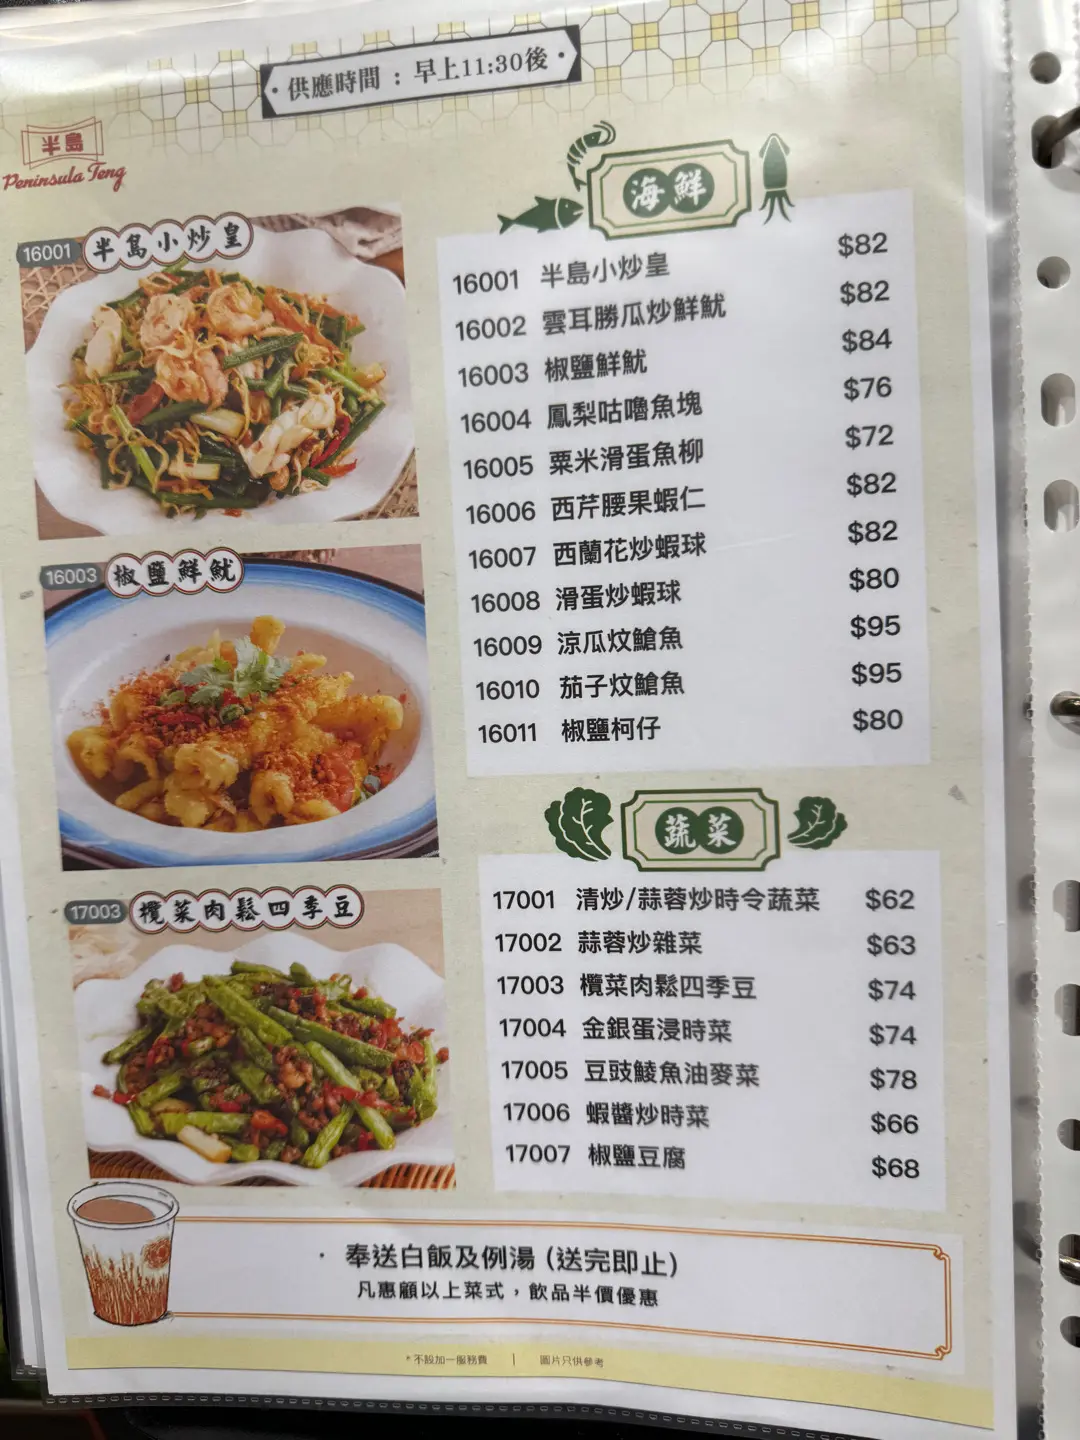 供應時間：早上11:30後
半島
Peninsula Teng
16001 半島小炒皇
16003 椒鹽鮮魷
17003 欖菜肉鬆四季豆
海鮮
16001 半島小炒皇 $82
16002 雲耳勝瓜炒鮮魷 $82
16003 椒鹽鮮魷 $84
16004 鳳梨咕嚕魚塊 $76
16005 粟米滑蛋魚柳 $72
16006 西芹腰果蝦仁 $82
16007 西蘭花炒蝦球 $82
16008 滑蛋炒蝦球 $80
16009 涼瓜炆鯧魚 $95
16010 茄子炆鯧魚 $95
16011 椒鹽柯仔 $80
蔬菜
17001 清炒/蒜蓉炒時令蔬菜 $62
17002 蒜蓉炒雜菜 $63
17003 欖菜肉鬆四季豆 $74
17004 金銀蛋浸時菜 $74
17005 豆豉鯪魚油麥菜 $78
17006 蝦醬炒時菜 $66
17007 椒鹽豆腐 $68
· 奉送白飯及例湯 (送完即止)
凡惠顧以上菜式，飲品半價優惠
*不設加一服務費 | 圖片只供參考